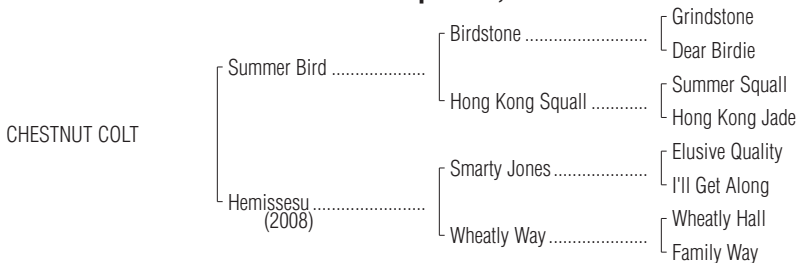 Grindstone
Birdstone ..............................
Dear Birdie
Summer Bird .....................
Summer Squall
Hong Kong Squall .............
Hong Kong Jade
CHESTNUT COLT
Elusive Quality
Smarty Jones.......................
I'll Get Along
Hemissesu .........................
(2008)
Wheatly Hall
Wheatly Way ........................
Family Way